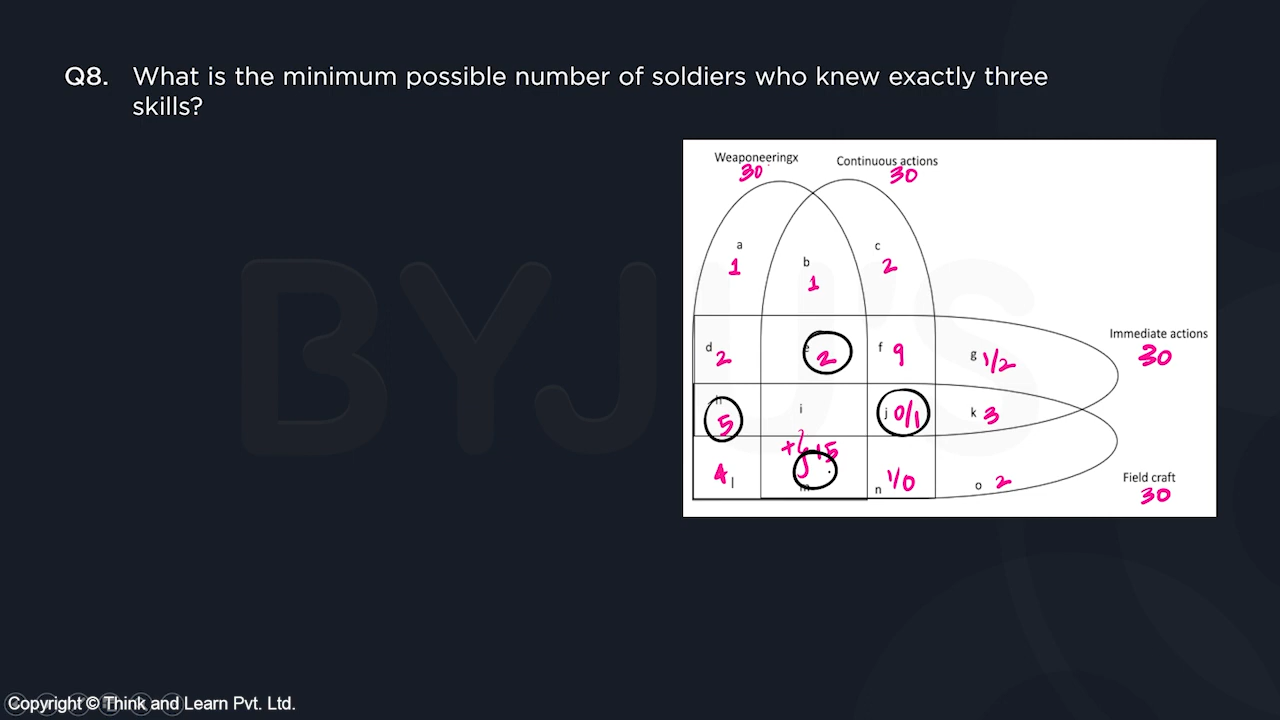 Q8. What is the minimum possible number of soldiers who knew exactly three
skills?
BYJU'S
Weaponeeringx
Continuous actions
30
30
a
b
c
1
1
2
Immediate actions
30
d
2
e
2
f
9
g
1/2
h
5
i
j
0/1
k
3
+15
4
l
m
n
1/0
o
2
Field craft
30
Copyright © Think and Learn Pvt. Ltd.